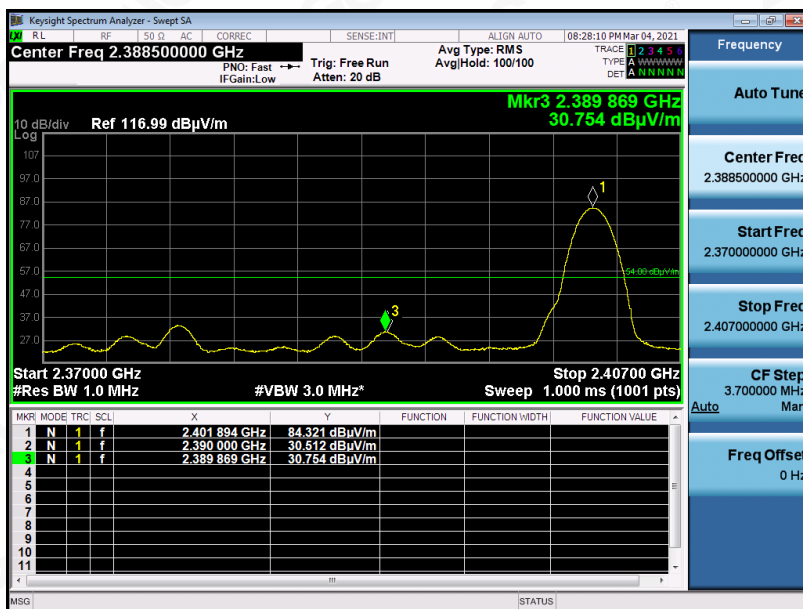 Keysight Spectrum Analyzer - Swept SA
LXI RL RF 50 Ω AC CORREC SENSE:INT ALIGN AUTO 08:28:10 PM Mar 04, 2021
Center Freq 2.388500000 GHz
PNO: Fast
IFGain:Low
Trig: Free Run
Atten: 20 dB
Avg Type: RMS
Avg|Hold: 100/100
TRACE 1 2 3 4 5 6
TYPE A WWWWW
DET A N N N N N
Mkr3 2.389 869 GHz
30.754 dBµV/m
10 dB/div Ref 116.99 dBµV/m
Log
107
97.0
87.0
77.0
67.0
57.0
47.0
37.0
27.0
1
3
54.00 dBµV/m
Start 2.37000 GHz Stop 2.40700 GHz
#Res BW 1.0 MHz #VBW 3.0 MHz* Sweep 1.000 ms (1001 pts)
MKR MODE TRC SCL X Y FUNCTION FUNCTION WIDTH FUNCTION VALUE
1 N 1 f 2.401 894 GHz 84.321 dBµV/m
2 N 1 f 2.390 000 GHz 30.512 dBµV/m
3 N 1 f 2.389 869 GHz 30.754 dBµV/m
4
5
6
7
8
9
10
11
MSG STATUS
Frequency
Auto Tune
Center Freq
2.388500000 GHz
Start Freq
2.370000000 GHz
Stop Freq
2.407000000 GHz
CF Step
3.700000 MHz
Auto Man
Freq Offset
0 Hz